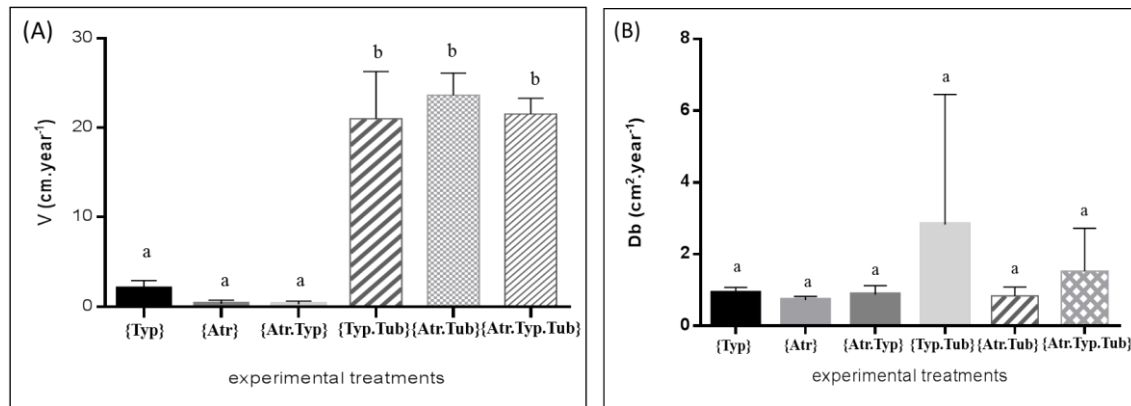 (A)
V (cm.year⁻¹)
30
20
10
0
a a a b b b
{Typ} {Atr} {Atr.Typ} {Typ.Tub} {Atr.Tub} {Atr.Typ.Tub}
experimental treatments
(B)
Db (cm².year⁻¹)
8
6
4
2
0
a a a a a a
{Typ} {Atr} {Atr.Typ} {Typ.Tub} {Atr.Tub} {Atr.Typ.Tub}
experimental treatments